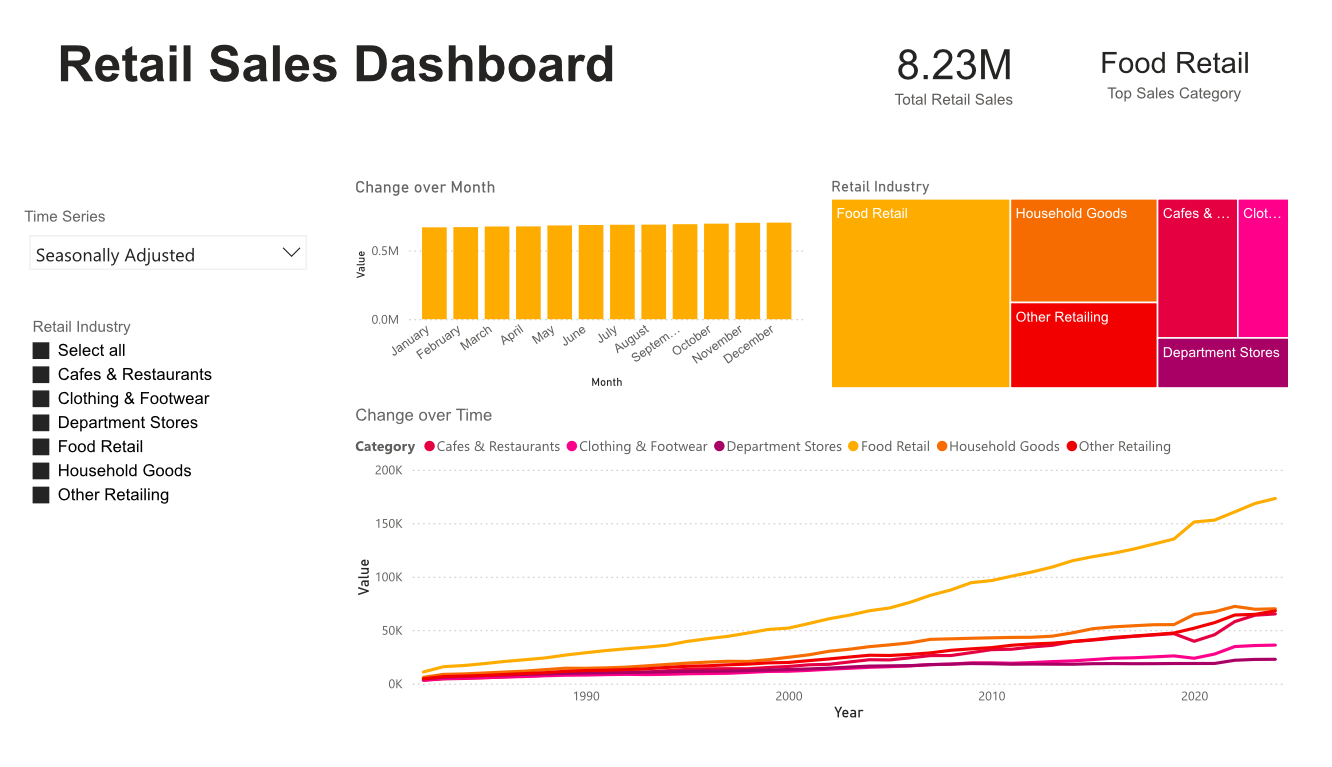 Retail Sales Dashboard
8.23M
Total Retail Sales
Food Retail
Top Sales Category
Time Series
Seasonally Adjusted
Retail Industry
Select all
Cafes & Restaurants
Clothing & Footwear
Department Stores
Food Retail
Household Goods
Other Retailing
Change over Month
Value
0.5M
0.0M
January
February
March
April
May
June
July
August
Septem...
October
November
December
Month
Retail Industry
Food Retail
Household Goods
Other Retailing
Cafes & ...
Clot...
Department Stores
Change over Time
Category Cafes & Restaurants Clothing & Footwear Department Stores Food Retail Household Goods Other Retailing
Value
200K
150K
100K
50K
0K
1990 2000 2010 2020
Year